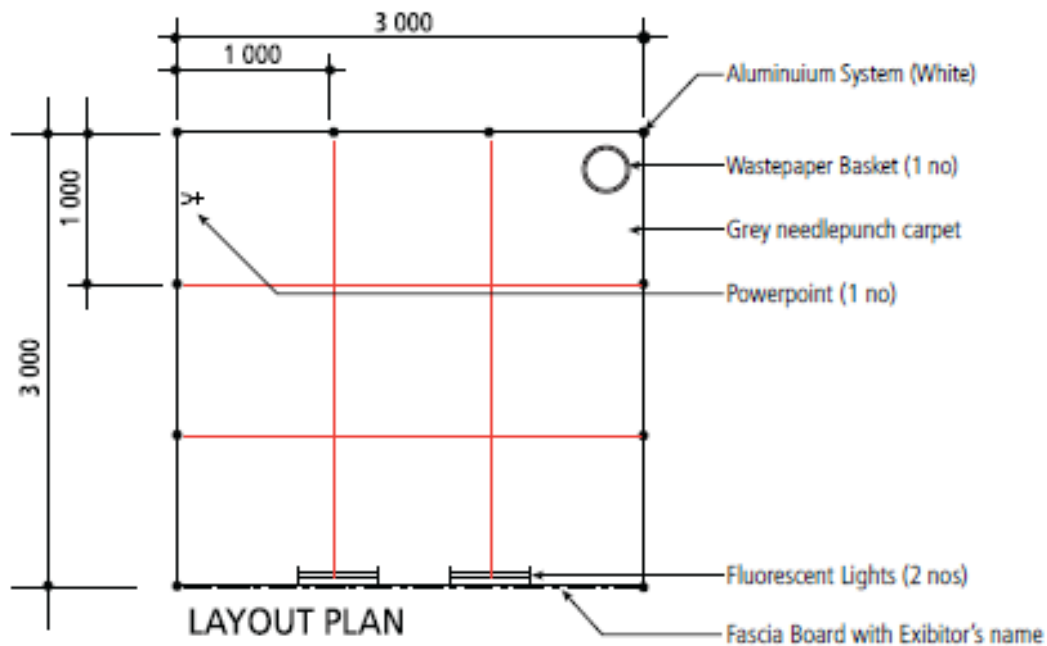 3 000
1 000
Aluminuium System (White)
Wastepaper Basket (1 no)
1 000
Grey needlepunch carpet
Powerpoint (1 no)
3 000
Fluorescent Lights (2 nos)
LAYOUT PLAN
Fascia Board with Exibitor's name